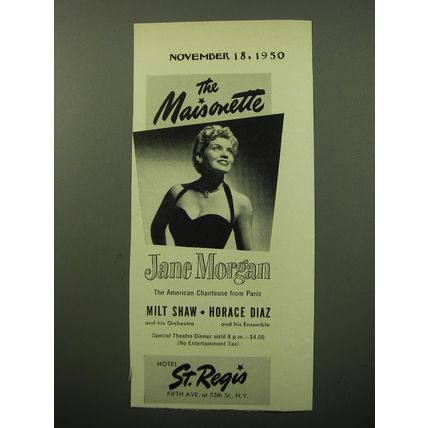 NOVEMBER 18, 1950
The
Maisonette
Jane Morgan
The American Chanteuse from Paris
MILT SHAW • HORACE DIAZ
and his Orchestra and his Ensemble
Special Theatre Dinner until 8 p.m.—$4.00
(No Entertainment Tax)
HOTEL
St. Regis
FIFTH AVE. at 55th St., N.Y.